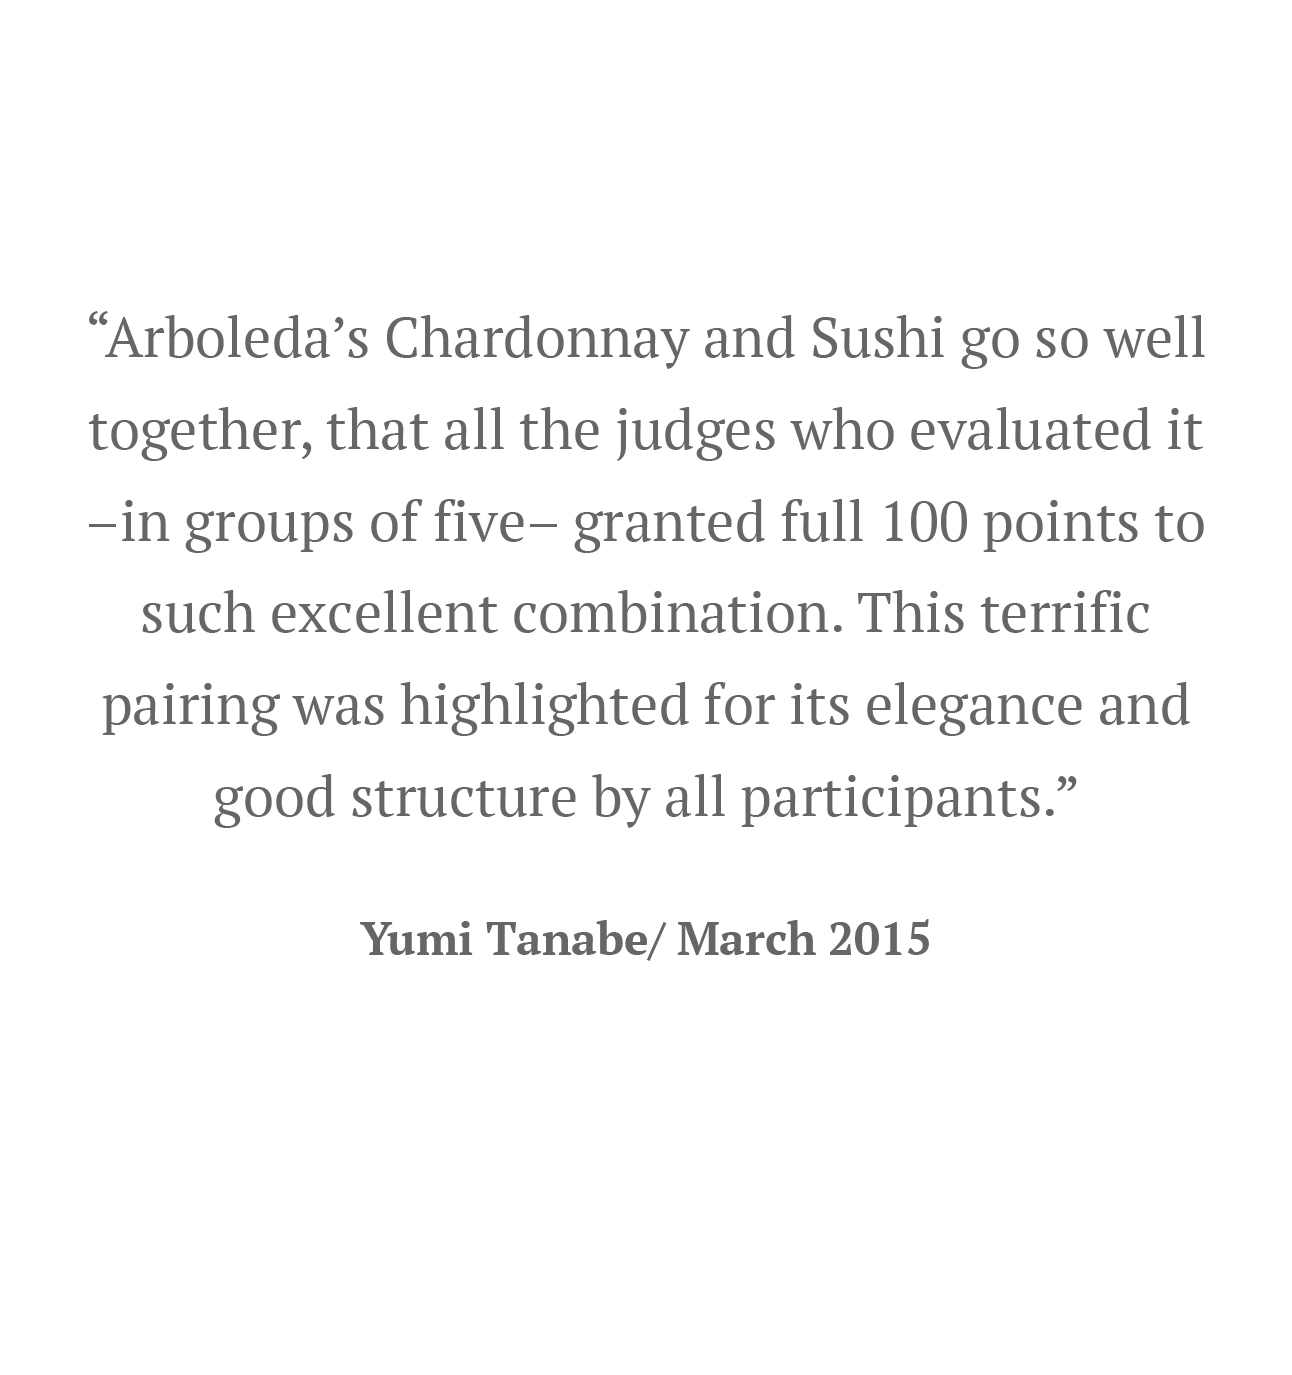 “Arboleda’s Chardonnay and Sushi go so well
together, that all the judges who evaluated it
–in groups of five– granted full 100 points to
such excellent combination. This terrific
pairing was highlighted for its elegance and
good structure by all participants.”
Yumi Tanabe/ March 2015